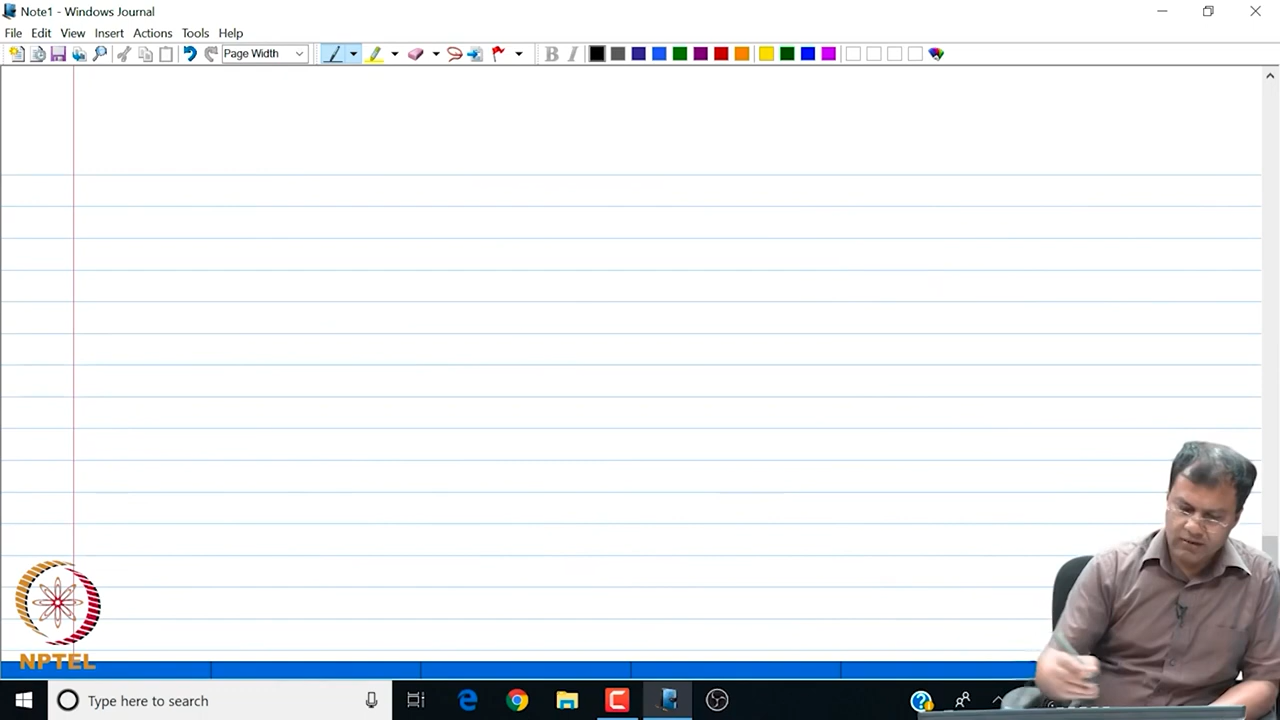 Note1 - Windows Journal
File Edit View Insert Actions Tools Help
Page Width B I
NPTEL
Type here to search